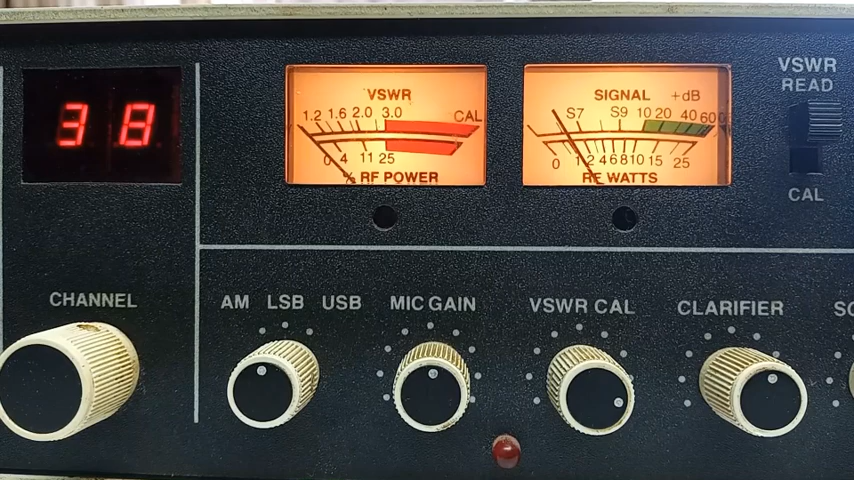 38
VSWR
1.2 1.6 2.0 3.0 CAL
0 4 11 25
% RF POWER
SIGNAL +dB
S7 S9 10 20 40 60
0 1 2 4 6 8 10 15 25
RF WATTS
VSWR
READ
CAL
CHANNEL
AM LSB USB
MIC GAIN
VSWR CAL
CLARIFIER